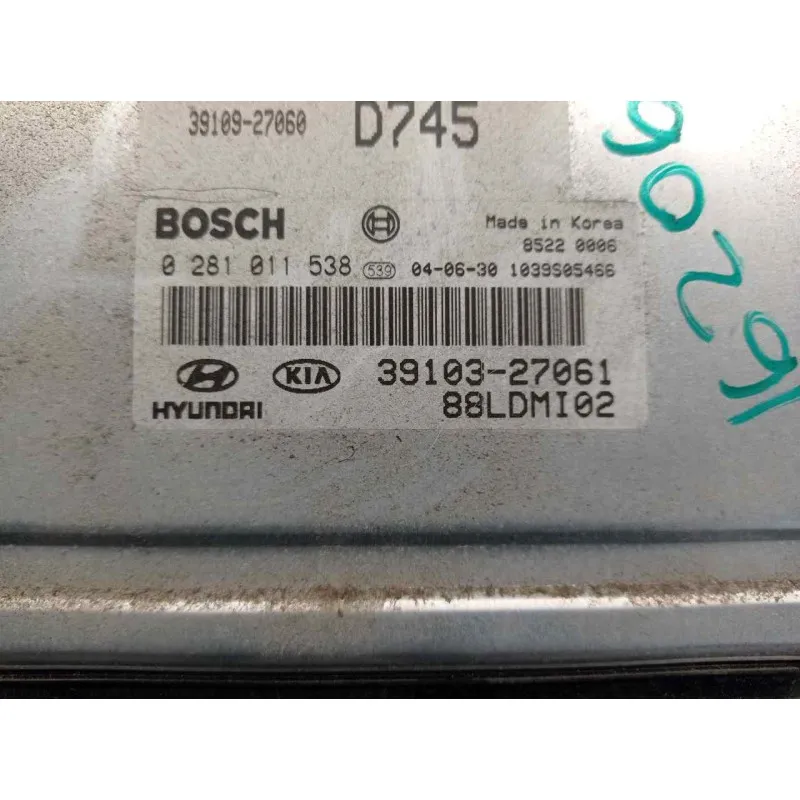 39109-27060 D745
BOSCH Made in Korea
8522 0006
0 281 011 538 539 04-06-30 1039S05466
KIA 39103-27061
HYUNDAI 88LDMI02